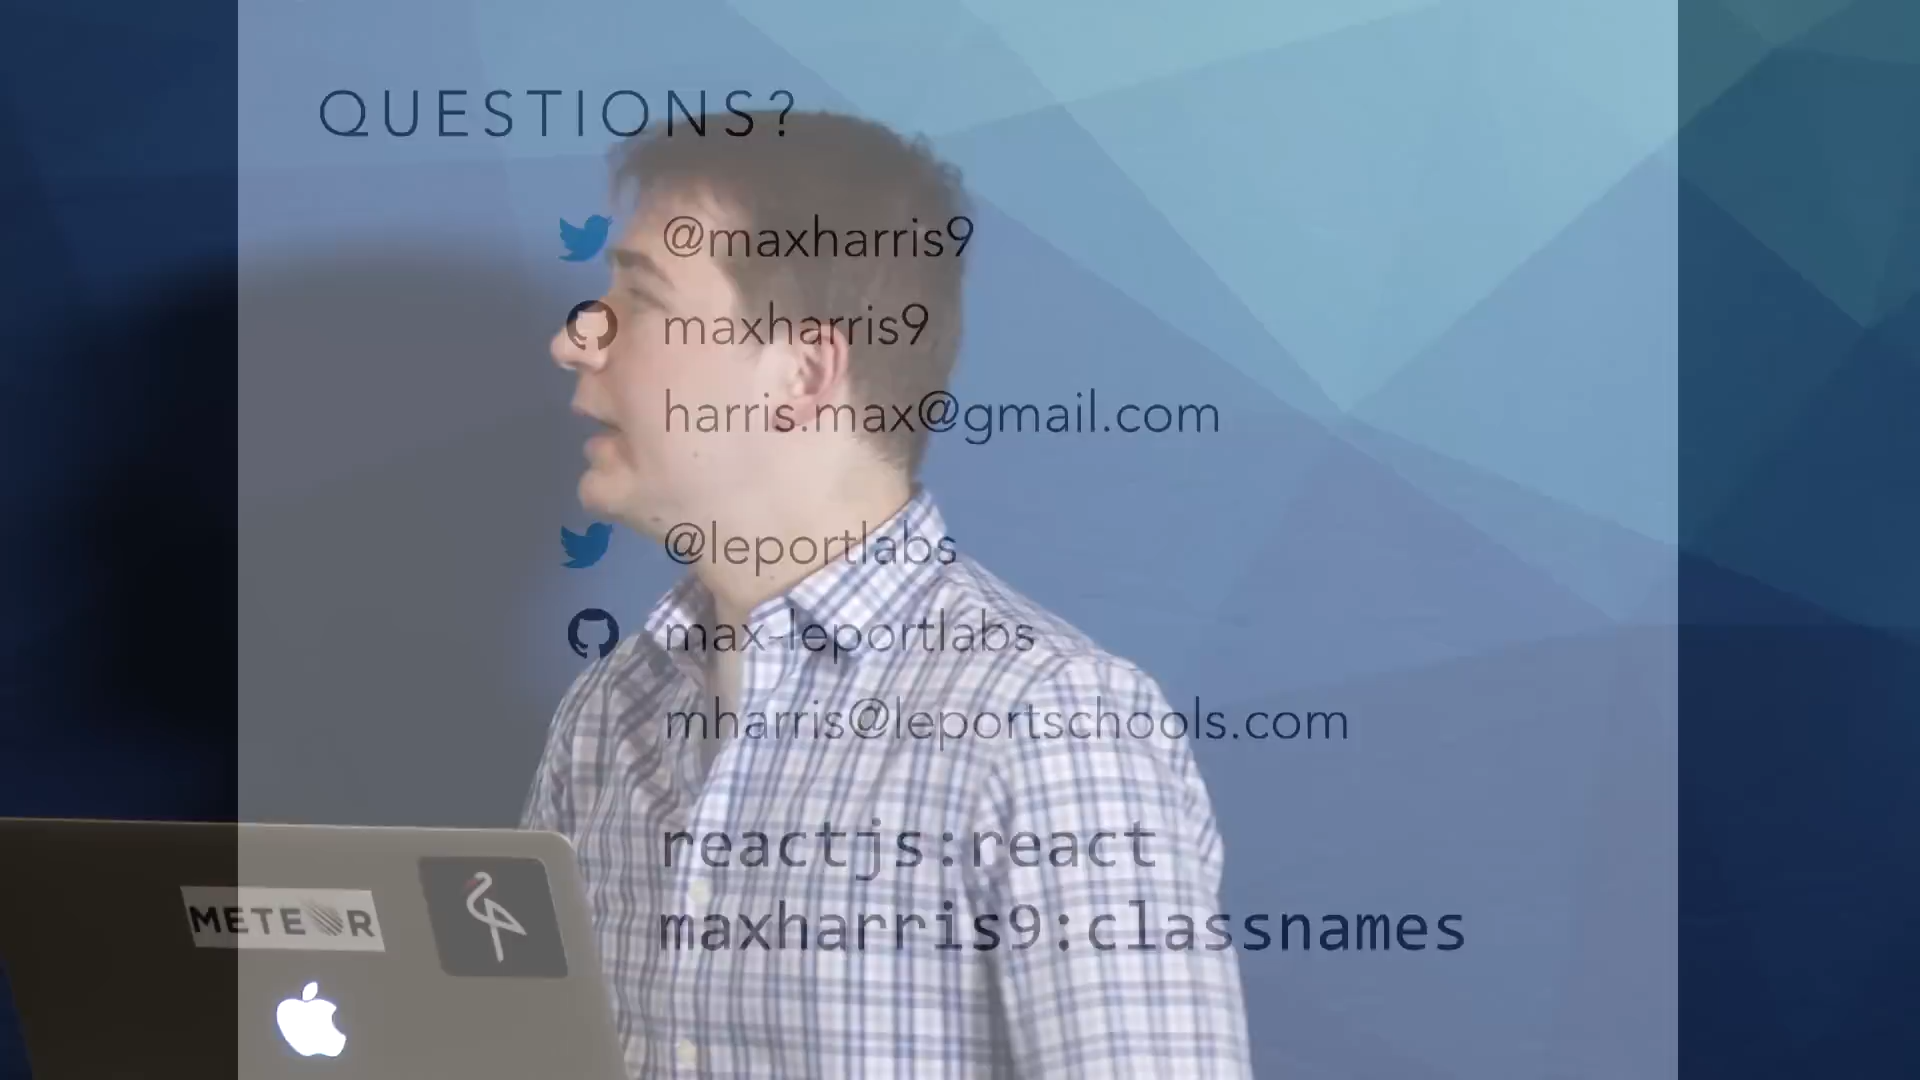 QUESTIONS?
@maxharris9
maxharris9
harris.max@gmail.com
@leportlabs
max-leportlabs
mharris@leportschools.com
reactjs:react
maxharris9:classnames
METEOR